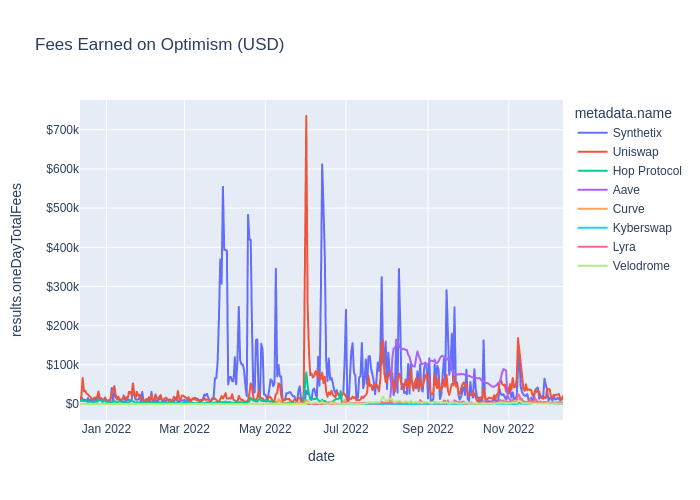 Fees Earned on Optimism (USD)
metadata.name
Synthetix
Uniswap
Hop Protocol
Aave
Curve
Kyberswap
Lyra
Velodrome
results.oneDayTotalFees
$700k
$600k
$500k
$400k
$300k
$200k
$100k
$0
Jan 2022 Mar 2022 May 2022 Jul 2022 Sep 2022 Nov 2022
date